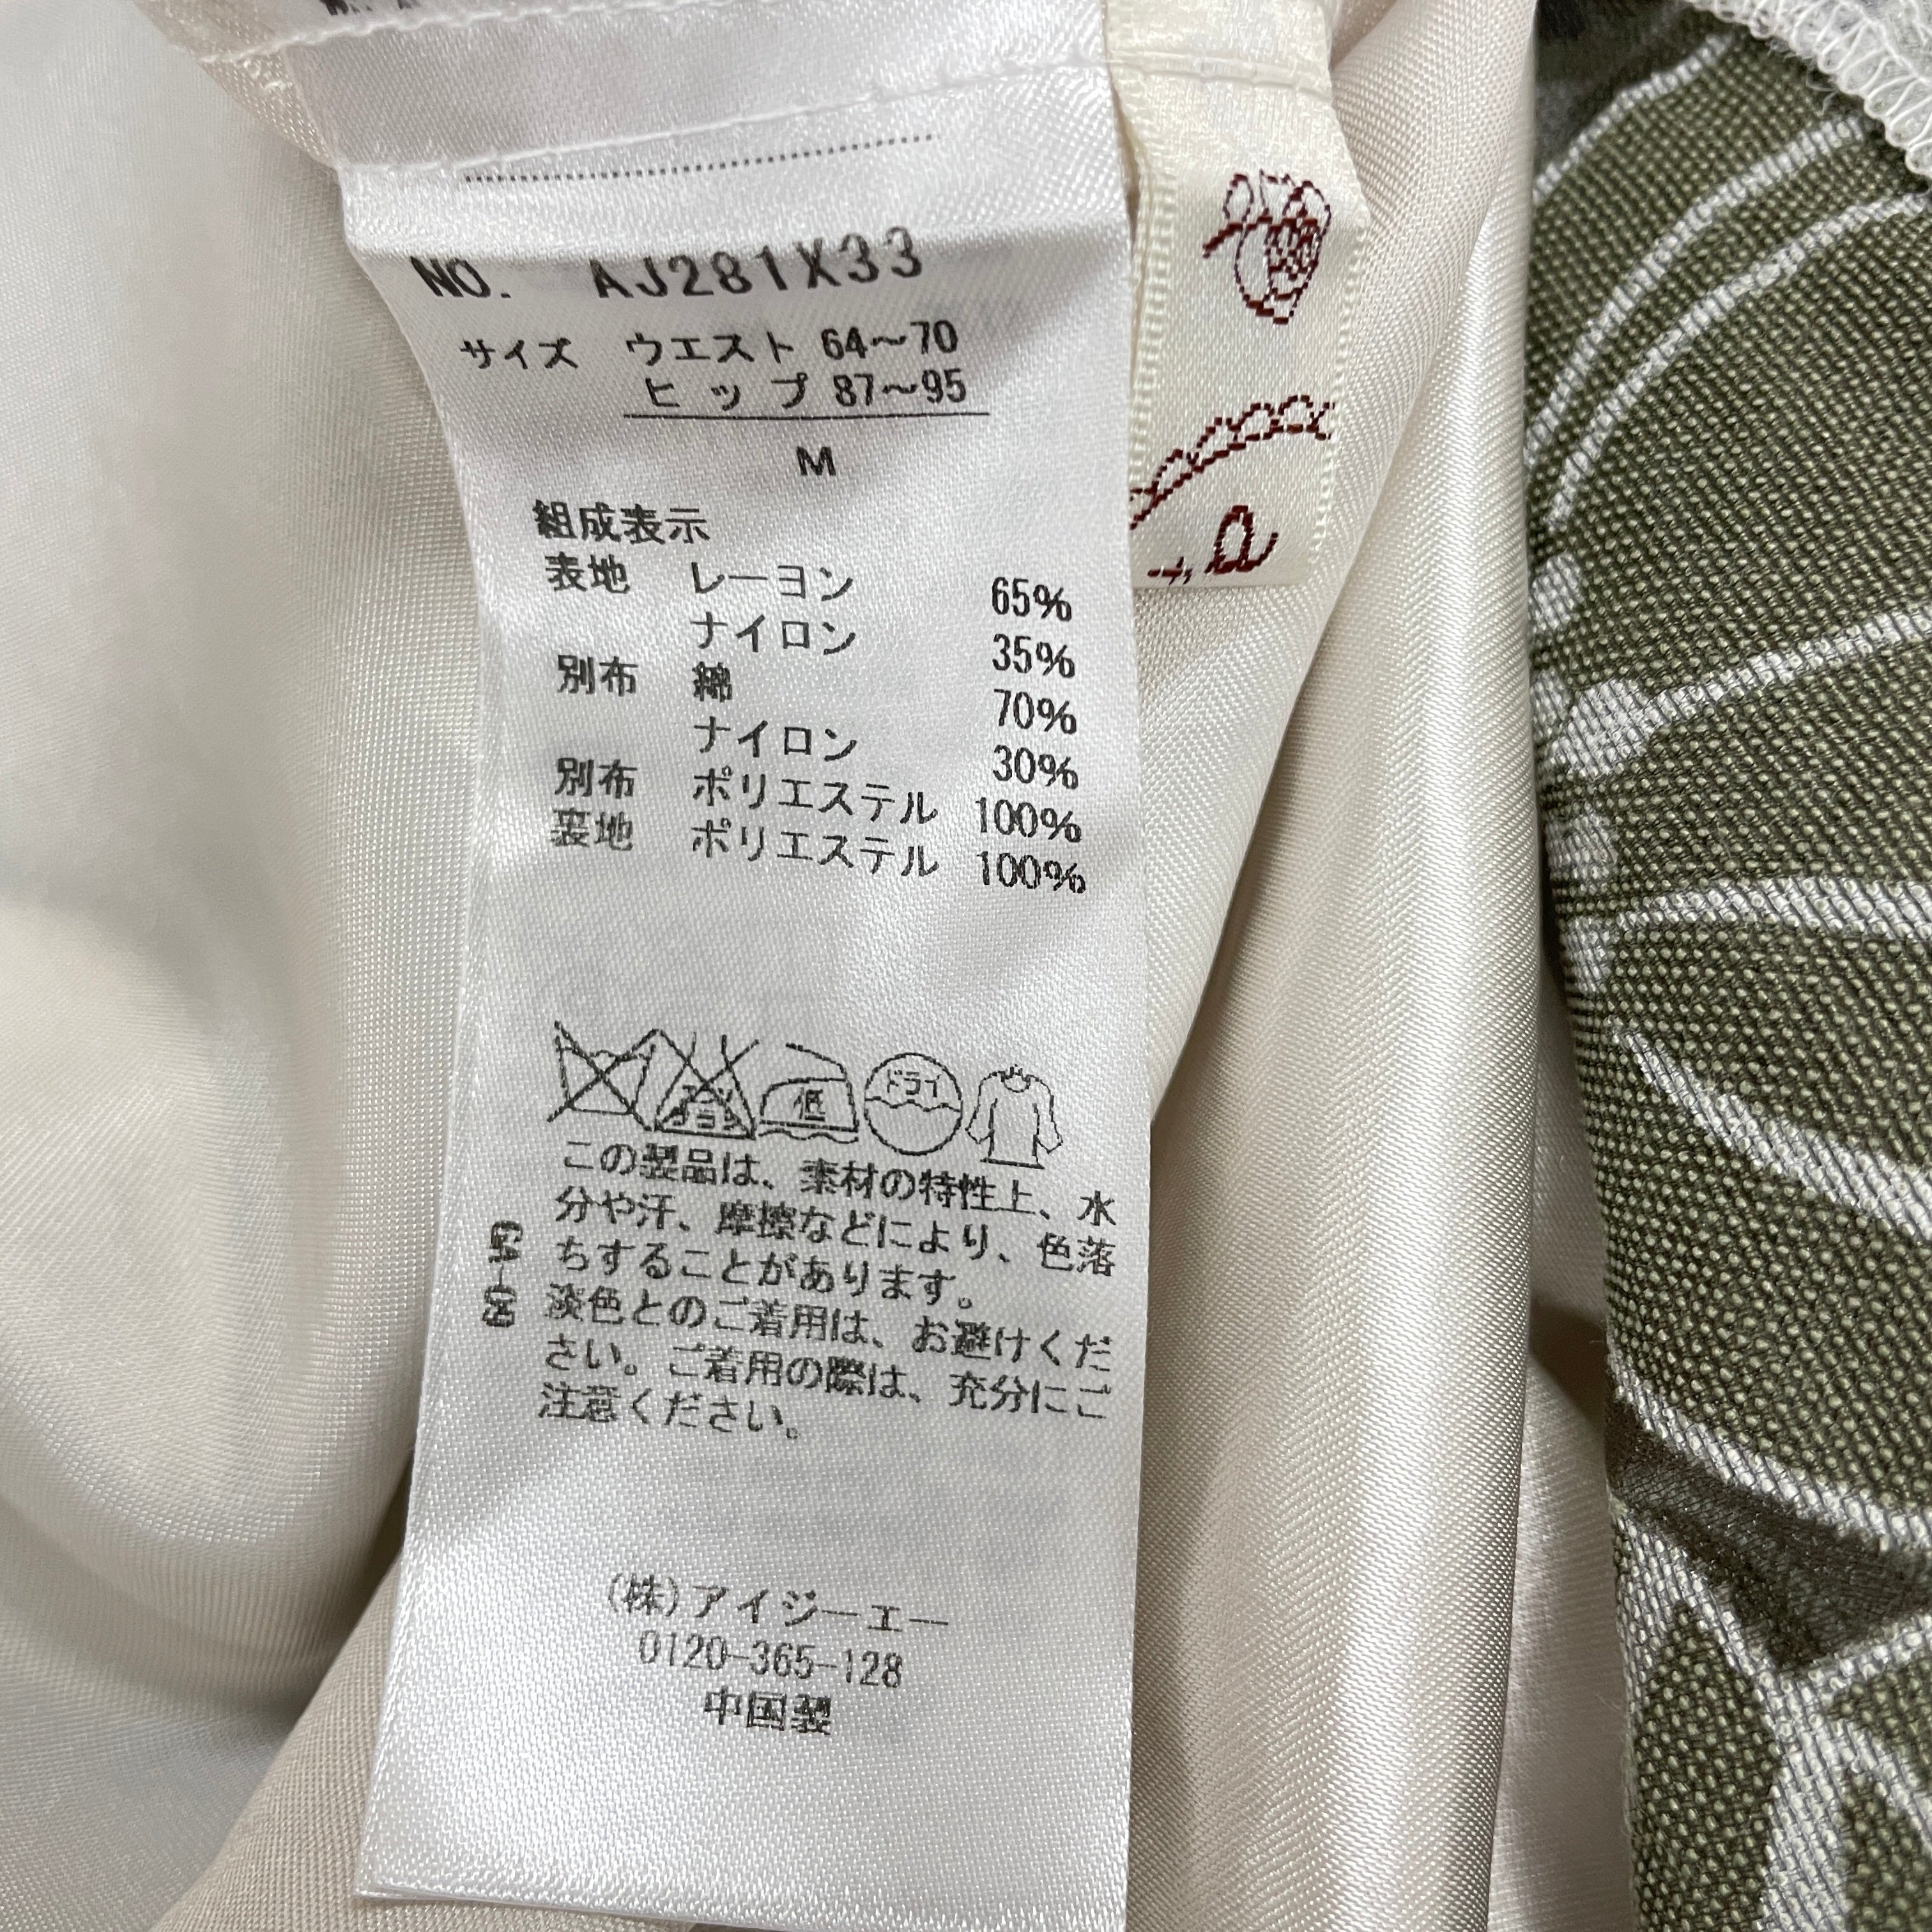 NO. AJ281X33
サイズ ウエスト 64～70
ヒップ 87～95
M
組成表示
表地 レーヨン 65%
ナイロン 35%
別布 綿 70%
ナイロン 30%
別布 ポリエステル 100%
裏地 ポリエステル 100%
エンソサラシ
低
ドライ
この製品は、素材の特性上、水
分や汗、摩擦などにより、色落
ちすることがあります。
淡色とのご着用は、お避けくだ
さい。ご着用の際は、充分にご
注意ください。
(株)アイジーエー
0120-365-128
中国製